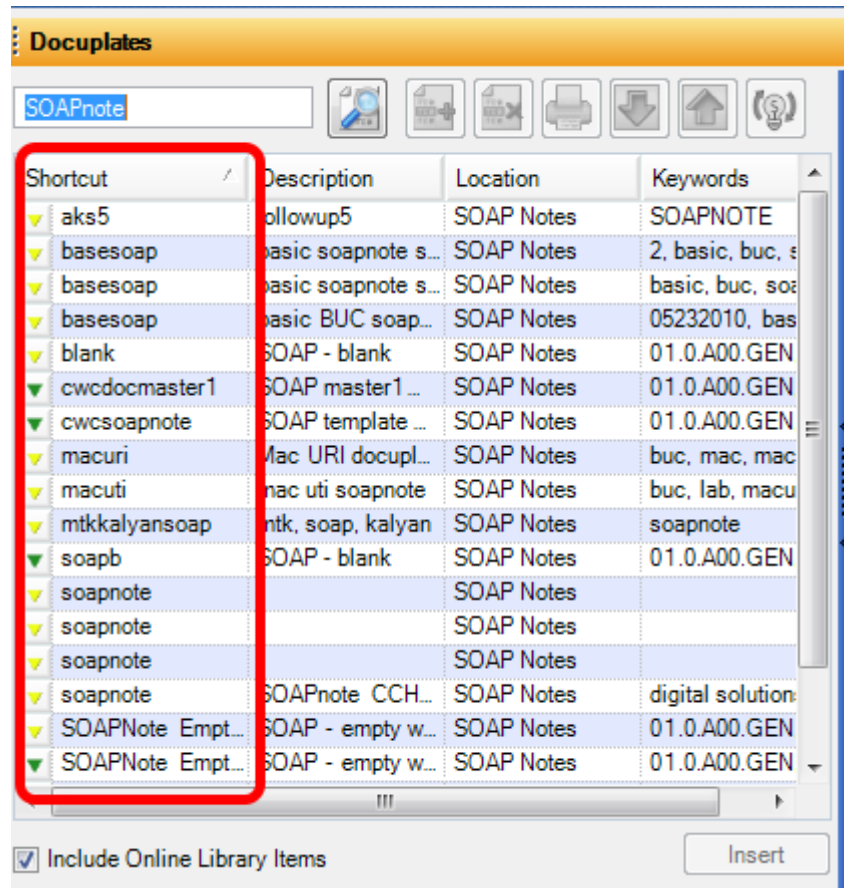 Docuplates
SOAPnote
Shortcut Description Location Keywords
aks5 ollowup5 SOAP Notes SOAPNOTE
basesoap basic soapnote s... SOAP Notes 2, basic, buc, s
basesoap basic soapnote s... SOAP Notes basic, buc, soa
basesoap basic BUC soap... SOAP Notes 05232010, bas
blank SOAP - blank SOAP Notes 01.0.A00.GEN
cwcdocmaster1 SOAP master1 ... SOAP Notes 01.0.A00.GEN
cwcsoapnote SOAP template ... SOAP Notes 01.0.A00.GEN
macuri Mac URI docupl... SOAP Notes buc, mac, mac
macuti mac uti soapnote SOAP Notes buc, lab, macu
mtkkalyansoap mtk, soap, kalyan SOAP Notes soapnote
soapb SOAP - blank SOAP Notes 01.0.A00.GEN
soapnote SOAP Notes
soapnote SOAP Notes
soapnote SOAP Notes
soapnote SOAPnote CCH... SOAP Notes digital solution
SOAPNote Empt... SOAP - empty w... SOAP Notes 01.0.A00.GEN
SOAPNote Empt... SOAP - empty w... SOAP Notes 01.0.A00.GEN
Include Online Library Items Insert